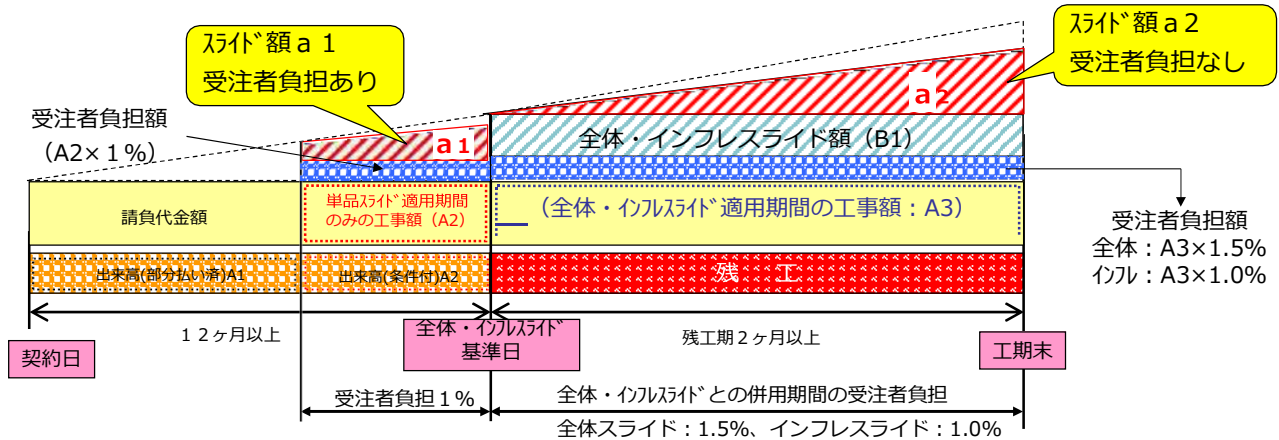 ｽﾗｲﾄﾞ額ａ１
受注者負担あり
ｽﾗｲﾄﾞ額ａ２
受注者負担なし
受注者負担額
（A2×１%）
ａ１
ａ２
全体・インフレスライド額（B1）
請負代金額
単品ｽﾗｲﾄﾞ適用期間
のみの工事額（A2）
（全体・ｲﾝﾌﾚｽﾗｲﾄﾞ適用期間の工事額：A3）
受注者負担額
全体：A3×1.5%
ｲﾝﾌﾚ：A3×1.0%
出来高(部分払い済)A1
出来高(条件付)A2
残　工
１２ヶ月以上
残工期２ヶ月以上
契約日
全体・ｲﾝﾌﾚｽﾗｲﾄﾞ
基準日
工期末
受注者負担１%
全体・ｲﾝﾌﾚｽﾗｲﾄﾞとの併用期間の受注者負担
全体スライド：1.5%、インフレスライド：1.0%